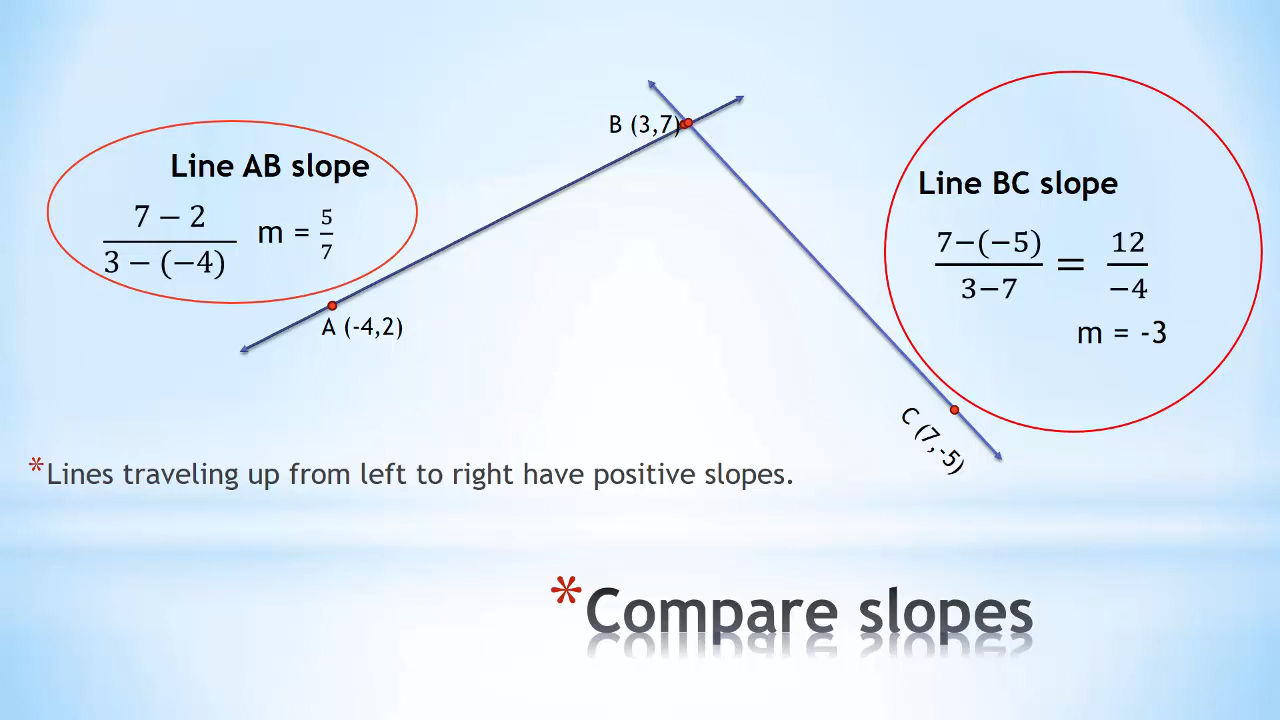 Line AB slope
7 − 2
3 − (−4)
m = 5/7
B (3,7)
A (-4,2)
Line BC slope
7−(−5) = 12
3−7 −4
m = -3
C (7,-5)
*Lines traveling up from left to right have positive slopes.
*Compare slopes